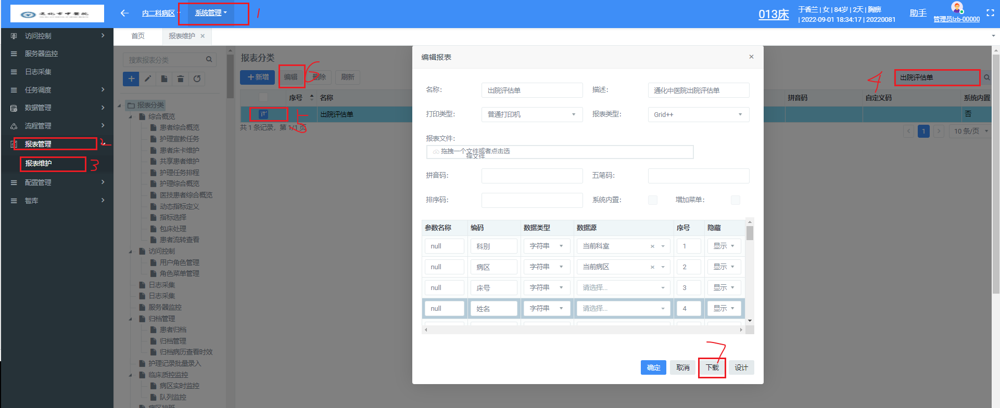 通化市中医院
内二科病区
系统管理
1
013床
于香兰 | 女 | 84岁 | 2天 | 胸痹
| 2022-09-01 18:34:17 | 20220081
助手
管理员lzb-00000
访问控制
服务器监控
日志采集
任务调度
数据管理
流程管理
报表管理
2
报表维护
3
配置管理
智库
首页
报表维护 ×
搜索报表分类
报表分类
综合概览
患者综合概览
护理宣教任务
患者床卡维护
共享患者维护
护理任务排程
护理综合概览
医技患者综合概览
动态指标定义
指标选择
包床处理
患者流转查看
访问控制
用户角色管理
角色菜单管理
日志采集
日志采集
服务器监控
归档管理
患者归档
归档管理
归档病历查看时效
护理记录批量录入
临床质控监控
病区实时监控
队列监控
病区排班
报表分类
+新增 编辑 删除 刷新
6
4
出院评估单
序号 名称 拼音码 自定义码 系统内置
出院评估单 否
5
共 1 条记录，第 1/1 页
1
10 条/页
编辑报表 ×
名称： 出院评估单 描述： 通化中医院出院评估单
打印类型： 普通打印机 报表类型： Grid++
报表文件：
拖拽一个文件或者点击选
择文件
拼音码： 五笔码：
排序码： 系统内置： 增加菜单：
参数名称 编码 数据类型 数据源 序号 隐藏
null 科别 字符串 当前科室 × 1 显示
null 病区 字符串 当前病区 × 2 显示
null 床号 字符串 请选择... 3 显示
null 姓名 字符串 请选择... 4 显示
7
确定 取消 下载 设计